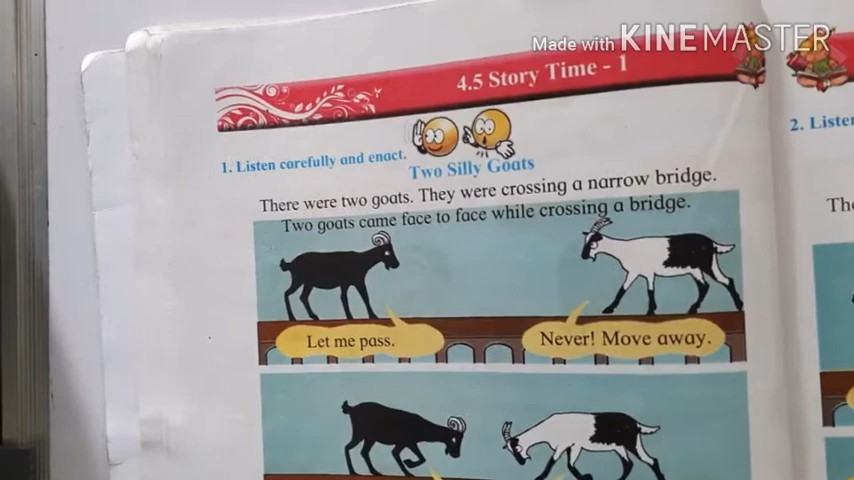 Made with KINEMASTER
4.5 Story Time - 1
1. Listen carefully and enact.
Two Silly Goats
There were two goats. They were crossing a narrow bridge.
Two goats came face to face while crossing a bridge.
Let me pass.
Never! Move away.
2. Listen